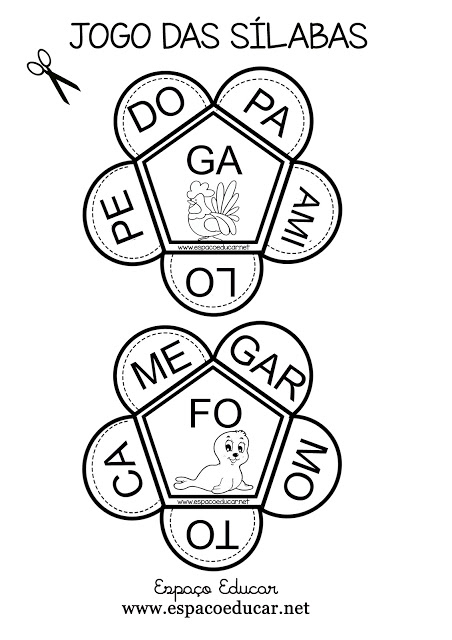 JOGO DAS SÍLABAS
DO
PA
PE
GA
AMI
www.espacoeducar.net
LO
ME
GAR
CA
FO
MO
www.espacoeducar.net
TO
Espaço Educar
www.espacoeducar.net